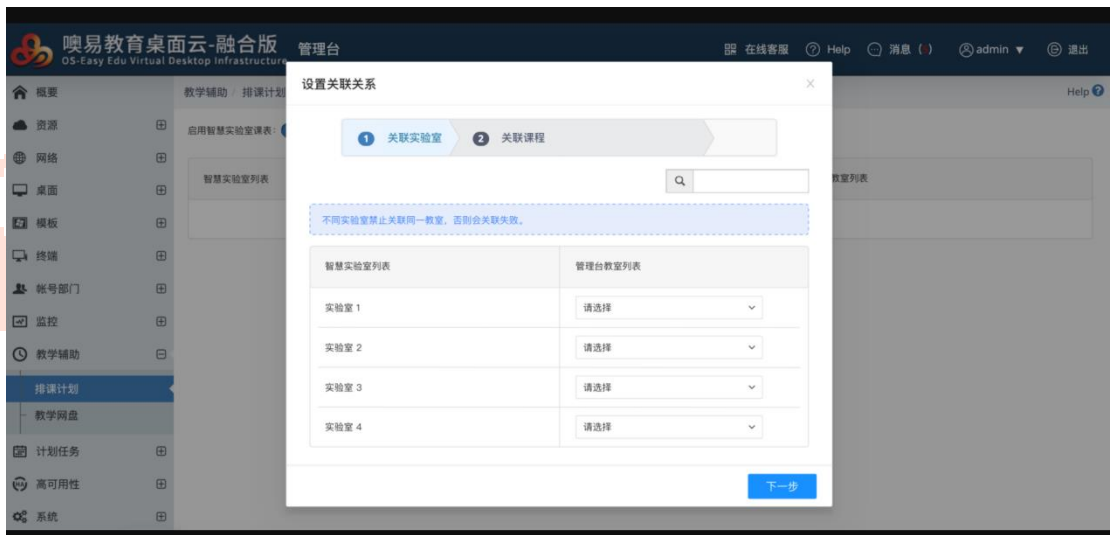 噢易教育桌面云-融合版 管理台 在线客服 Help 消息 ( ) admin 退出
OS-Easy Edu Virtual Desktop Infrastructure
概要
资源
网络
桌面
模板
终端
帐号部门
监控
教学辅助
排课计划
教学网盘
计划任务
高可用性
系统
教学辅助 / 排课计划
Help
启用智慧实验室课表:
智慧实验室列表
教室列表
设置关联关系
1 关联实验室 2 关联课程
不同实验室禁止关联同一教室，否则会关联失败。
智慧实验室列表 管理台教室列表
实验室 1 请选择
实验室 2 请选择
实验室 3 请选择
实验室 4 请选择
下一步